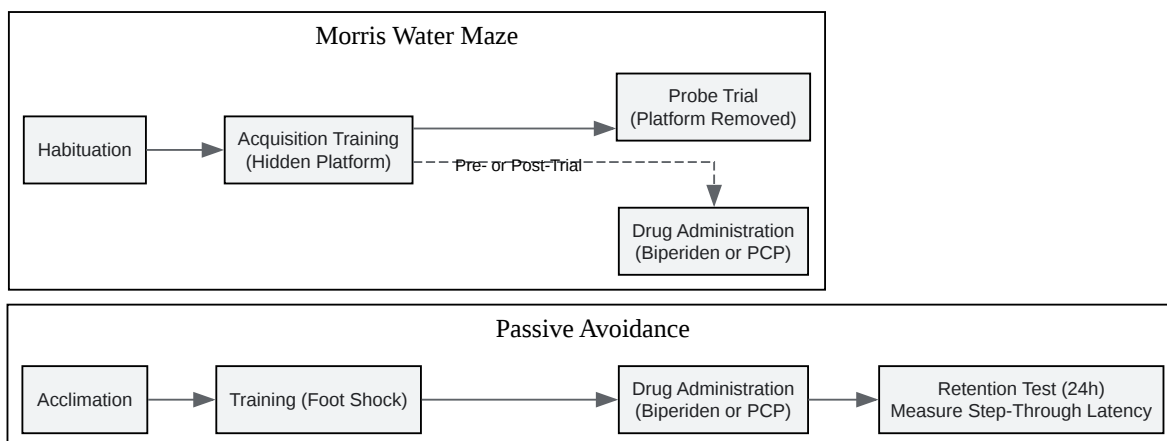 Morris Water Maze
Probe Trial
(Platform Removed)
Habituation
Acquisition Training
(Hidden Platform)
Pre- or Post-Trial
Drug Administration
(Biperiden or PCP)
Passive Avoidance
Acclimation
Training (Foot Shock)
Drug Administration
(Biperiden or PCP)
Retention Test (24h)
Measure Step-Through Latency